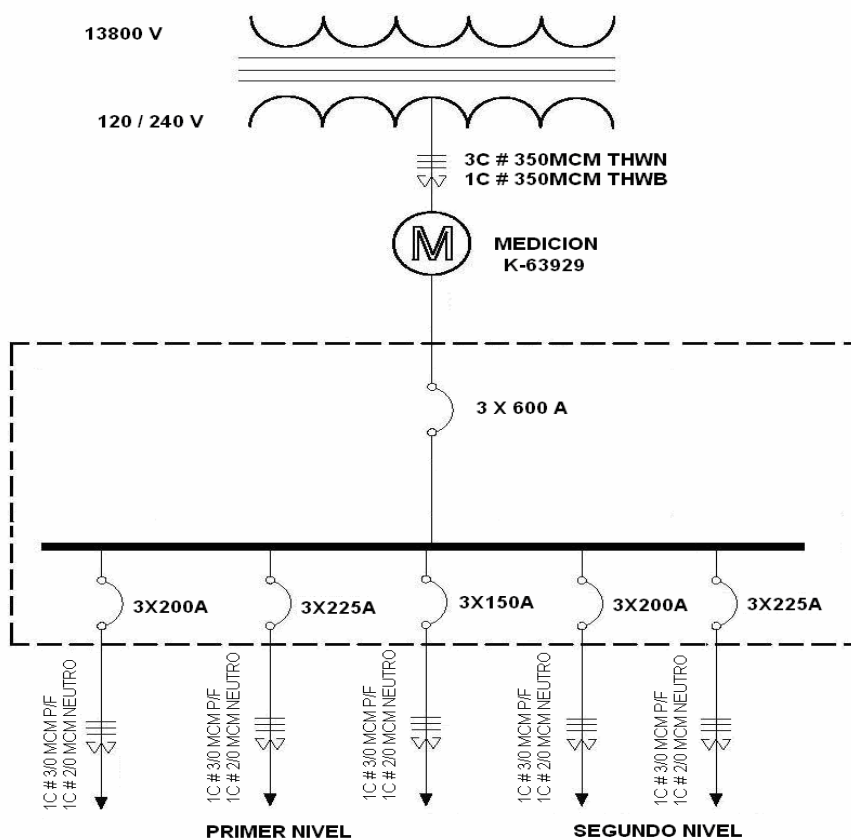 13800 V
120 / 240 V
3C # 350MCM THWN
1C # 350MCM THWB
M
MEDICION
K-63929
3 X 600 A
3X200A
3X225A
3X150A
3X200A
3X225A
1C # 3/0 MCM P/F
1C # 2/0 MCM NEUTRO
1C # 3/0 MCM P/F
1C # 2/0 MCM NEUTRO
1C # 3/0 MCM P/F
1C # 2/0 MCM NEUTRO
1C # 3/0 MCM P/F
1C # 2/0 MCM NEUTRO
1C # 3/0 MCM P/F
1C # 2/0 MCM NEUTRO
PRIMER NIVEL
SEGUNDO NIVEL